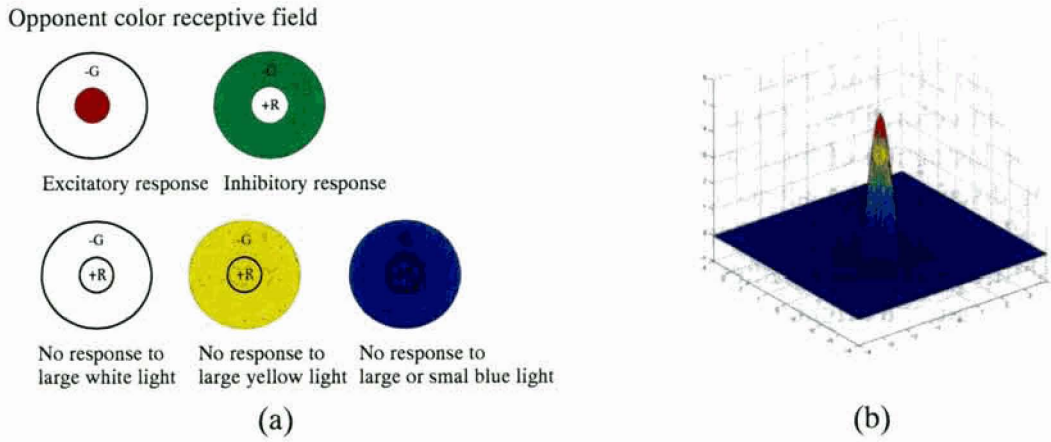 Opponent color receptive field
-G
-G
+R
Excitatory response
Inhibitory response
-G
+R
-G
+R
No response to
large white light
No response to
large yellow light
No response to
large or smal blue light
(a)
(b)